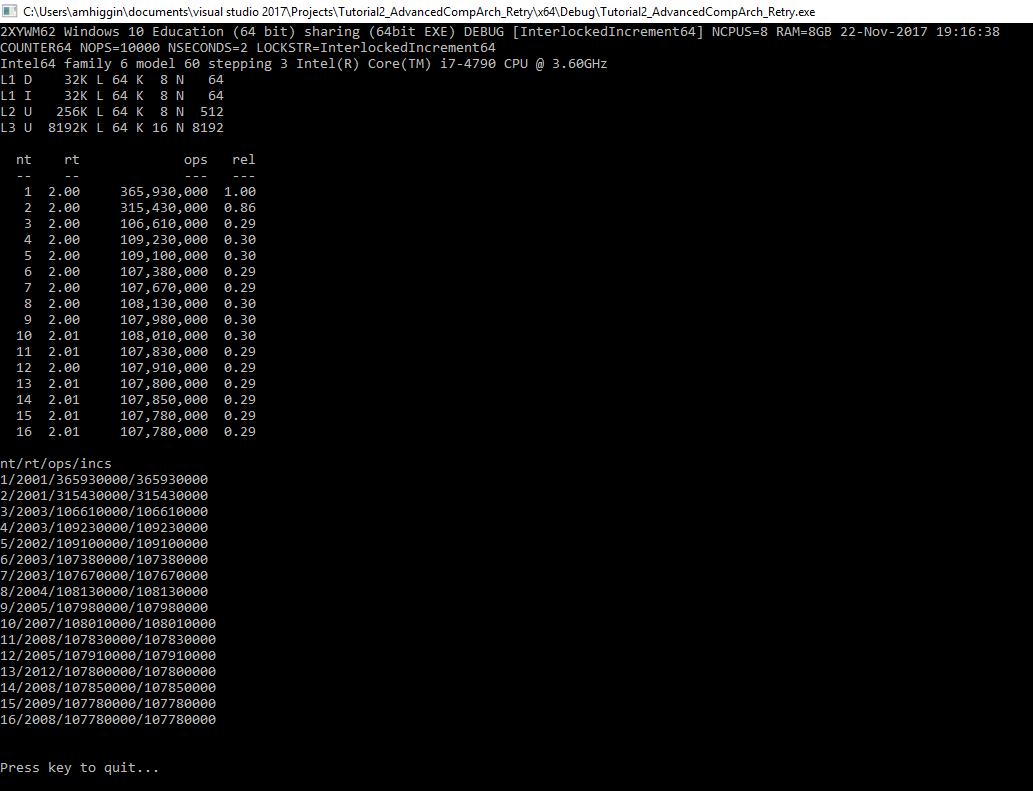 C:\Users\amhiggin\documents\visual studio 2017\Projects\Tutorial2_AdvancedCompArch_Retry\x64\Debug\Tutorial2_AdvancedCompArch_Retry.exe
2XYWM62 Windows 10 Education (64 bit) sharing (64bit EXE) DEBUG [InterlockedIncrement64] NCPUS=8 RAM=8GB 22-Nov-2017 19:16:38
COUNTER64 NOPS=10000 NSECONDS=2 LOCKSTR=InterlockedIncrement64
Intel64 family 6 model 60 stepping 3 Intel(R) Core(TM) i7-4790 CPU @ 3.60GHz
L1 D    32K L 64 K  8 N   64
L1 I    32K L 64 K  8 N   64
L2 U   256K L 64 K  8 N  512
L3 U  8192K L 64 K 16 N 8192
  nt    rt             ops   rel
  --    --             ---   ---
   1  2.00     365,930,000  1.00
   2  2.00     315,430,000  0.86
   3  2.00     106,610,000  0.29
   4  2.00     109,230,000  0.30
   5  2.00     109,100,000  0.30
   6  2.00     107,380,000  0.29
   7  2.00     107,670,000  0.29
   8  2.00     108,130,000  0.30
   9  2.00     107,980,000  0.30
  10  2.01     108,010,000  0.30
  11  2.01     107,830,000  0.29
  12  2.00     107,910,000  0.29
  13  2.01     107,800,000  0.29
  14  2.01     107,850,000  0.29
  15  2.01     107,780,000  0.29
  16  2.01     107,780,000  0.29
nt/rt/ops/incs
1/2001/365930000/365930000
2/2001/315430000/315430000
3/2003/106610000/106610000
4/2003/109230000/109230000
5/2002/109100000/109100000
6/2003/107380000/107380000
7/2003/107670000/107670000
8/2004/108130000/108130000
9/2005/107980000/107980000
10/2007/108010000/108010000
11/2008/107830000/107830000
12/2005/107910000/107910000
13/2012/107800000/107800000
14/2008/107850000/107850000
15/2009/107780000/107780000
16/2008/107780000/107780000
Press key to quit...